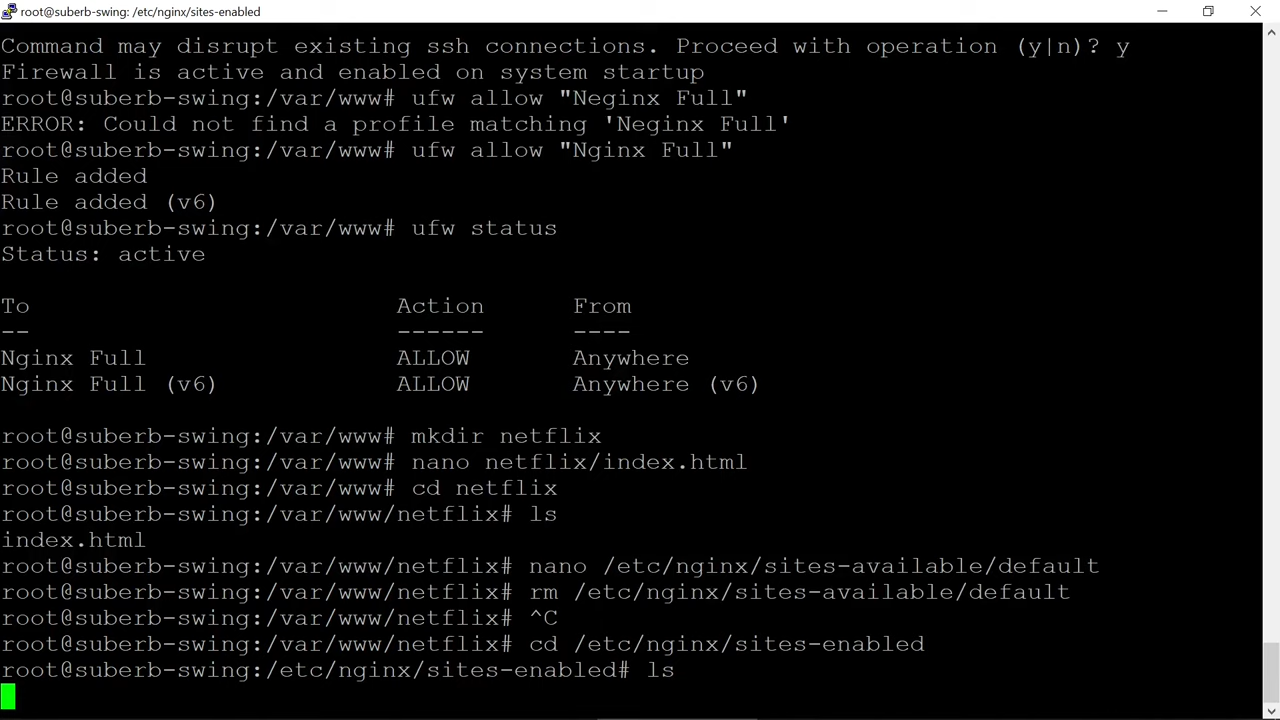 root@suberb-swing: /etc/nginx/sites-enabled
Command may disrupt existing ssh connections. Proceed with operation (y|n)? y
Firewall is active and enabled on system startup
root@suberb-swing:/var/www# ufw allow "Neginx Full"
ERROR: Could not find a profile matching 'Neginx Full'
root@suberb-swing:/var/www# ufw allow "Nginx Full"
Rule added
Rule added (v6)
root@suberb-swing:/var/www# ufw status
Status: active
To Action From
-- ------ ----
Nginx Full ALLOW Anywhere
Nginx Full (v6) ALLOW Anywhere (v6)
root@suberb-swing:/var/www# mkdir netflix
root@suberb-swing:/var/www# nano netflix/index.html
root@suberb-swing:/var/www# cd netflix
root@suberb-swing:/var/www/netflix# ls
index.html
root@suberb-swing:/var/www/netflix# nano /etc/nginx/sites-available/default
root@suberb-swing:/var/www/netflix# rm /etc/nginx/sites-available/default
root@suberb-swing:/var/www/netflix# ^C
root@suberb-swing:/var/www/netflix# cd /etc/nginx/sites-enabled
root@suberb-swing:/etc/nginx/sites-enabled# ls